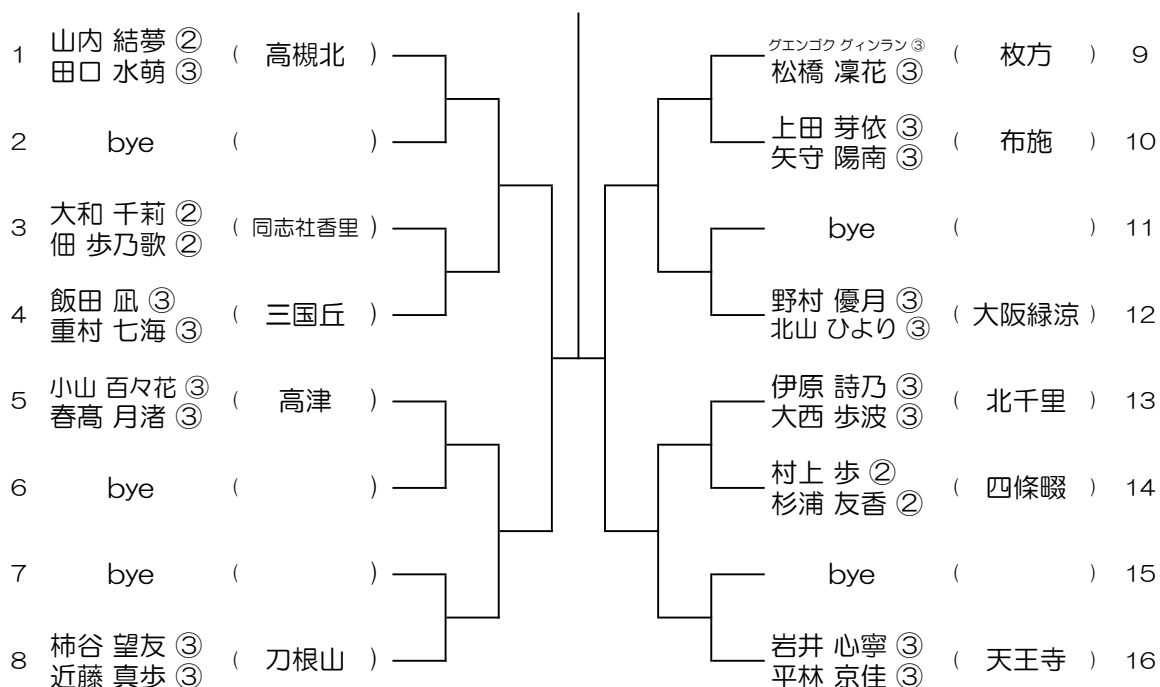 1 山内 結夢 ② ( 高槻北 )
田口 水萌 ③
2 bye ( )
3 大和 千莉 ② ( 同志社香里 )
佃 歩乃歌 ②
4 飯田 凪 ③ ( 三国丘 )
重村 七海 ③
5 小山 百々花 ③ ( 高津 )
春髙 月渚 ③
6 bye ( )
7 bye ( )
8 柿谷 望友 ③ ( 刀根山 )
近藤 真歩 ③
グエンゴク グィンラン ③ ( 枚方 ) 9
松橋 凜花 ③
上田 芽依 ③ ( 布施 ) 10
矢守 陽南 ③
bye ( ) 11
野村 優月 ③ ( 大阪緑涼 ) 12
北山 ひより ③
伊原 詩乃 ③ ( 北千里 ) 13
大西 歩波 ③
村上 歩 ② ( 四條畷 ) 14
杉浦 友香 ②
bye ( ) 15
岩井 心寧 ③ ( 天王寺 ) 16
平林 京佳 ③